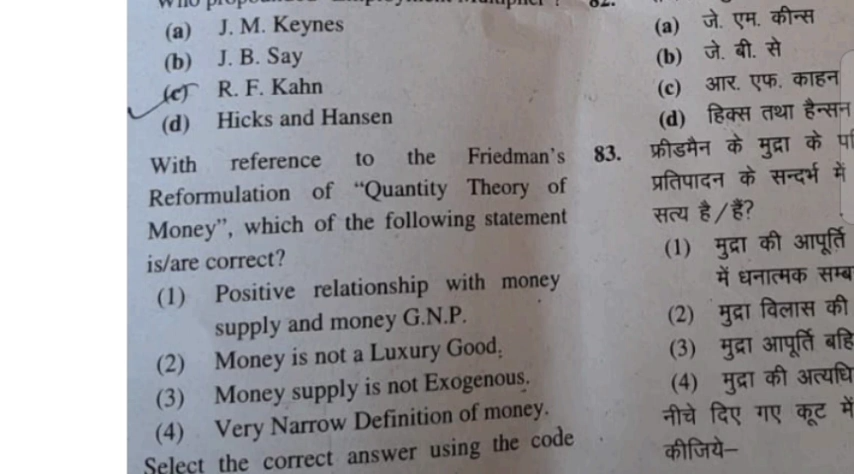 (a) J. M. Keynes
(b) J. B. Say
(c) R. F. Kahn
(d) Hicks and Hansen
With reference to the Friedman's
Reformulation of "Quantity Theory of
Money", which of the following statement
is/are correct?
(1) Positive relationship with money
supply and money G.N.P.
(2) Money is not a Luxury Good.
(3) Money supply is not Exogenous.
(4) Very Narrow Definition of money.
Select the correct answer using the code
82.
(a) जे. एम. कीन्स
(b) जे. बी. से
(c) आर. एफ. काहन
(d) हिक्स तथा हैन्सन
83. फ्रीडमैन के मुद्रा के
प्रतिपादन के सन्दर्भ में
सत्य है/हैं?
(1) मुद्रा की आपूर्ति
में धनात्मक
(2) मुद्रा विलास की
(3) मुद्रा आपूर्ति
(4) मुद्रा की
नीचे दिए गए कूट में
कीजिये–